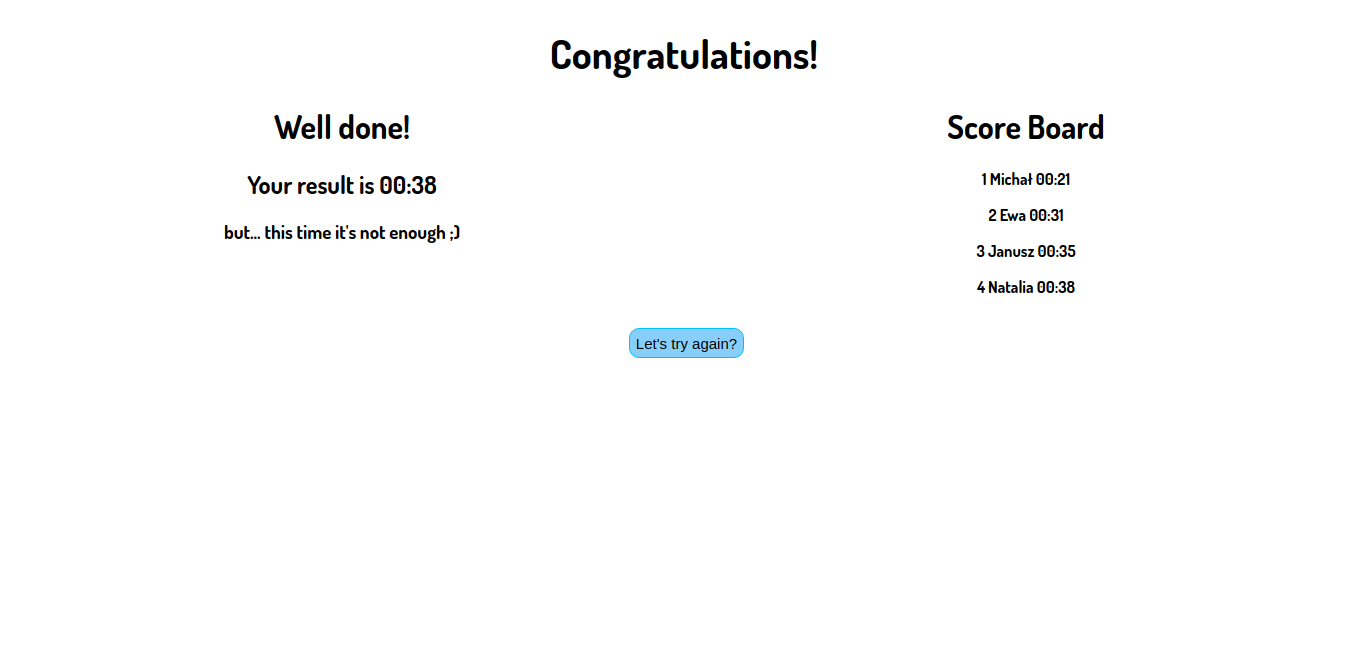 Congratulations!
Well done!
Your result is 00:38
but... this time it's not enough ;)
Score Board
1 Michał 00:21
2 Ewa 00:31
3 Janusz 00:35
4 Natalia 00:38
Let's try again?